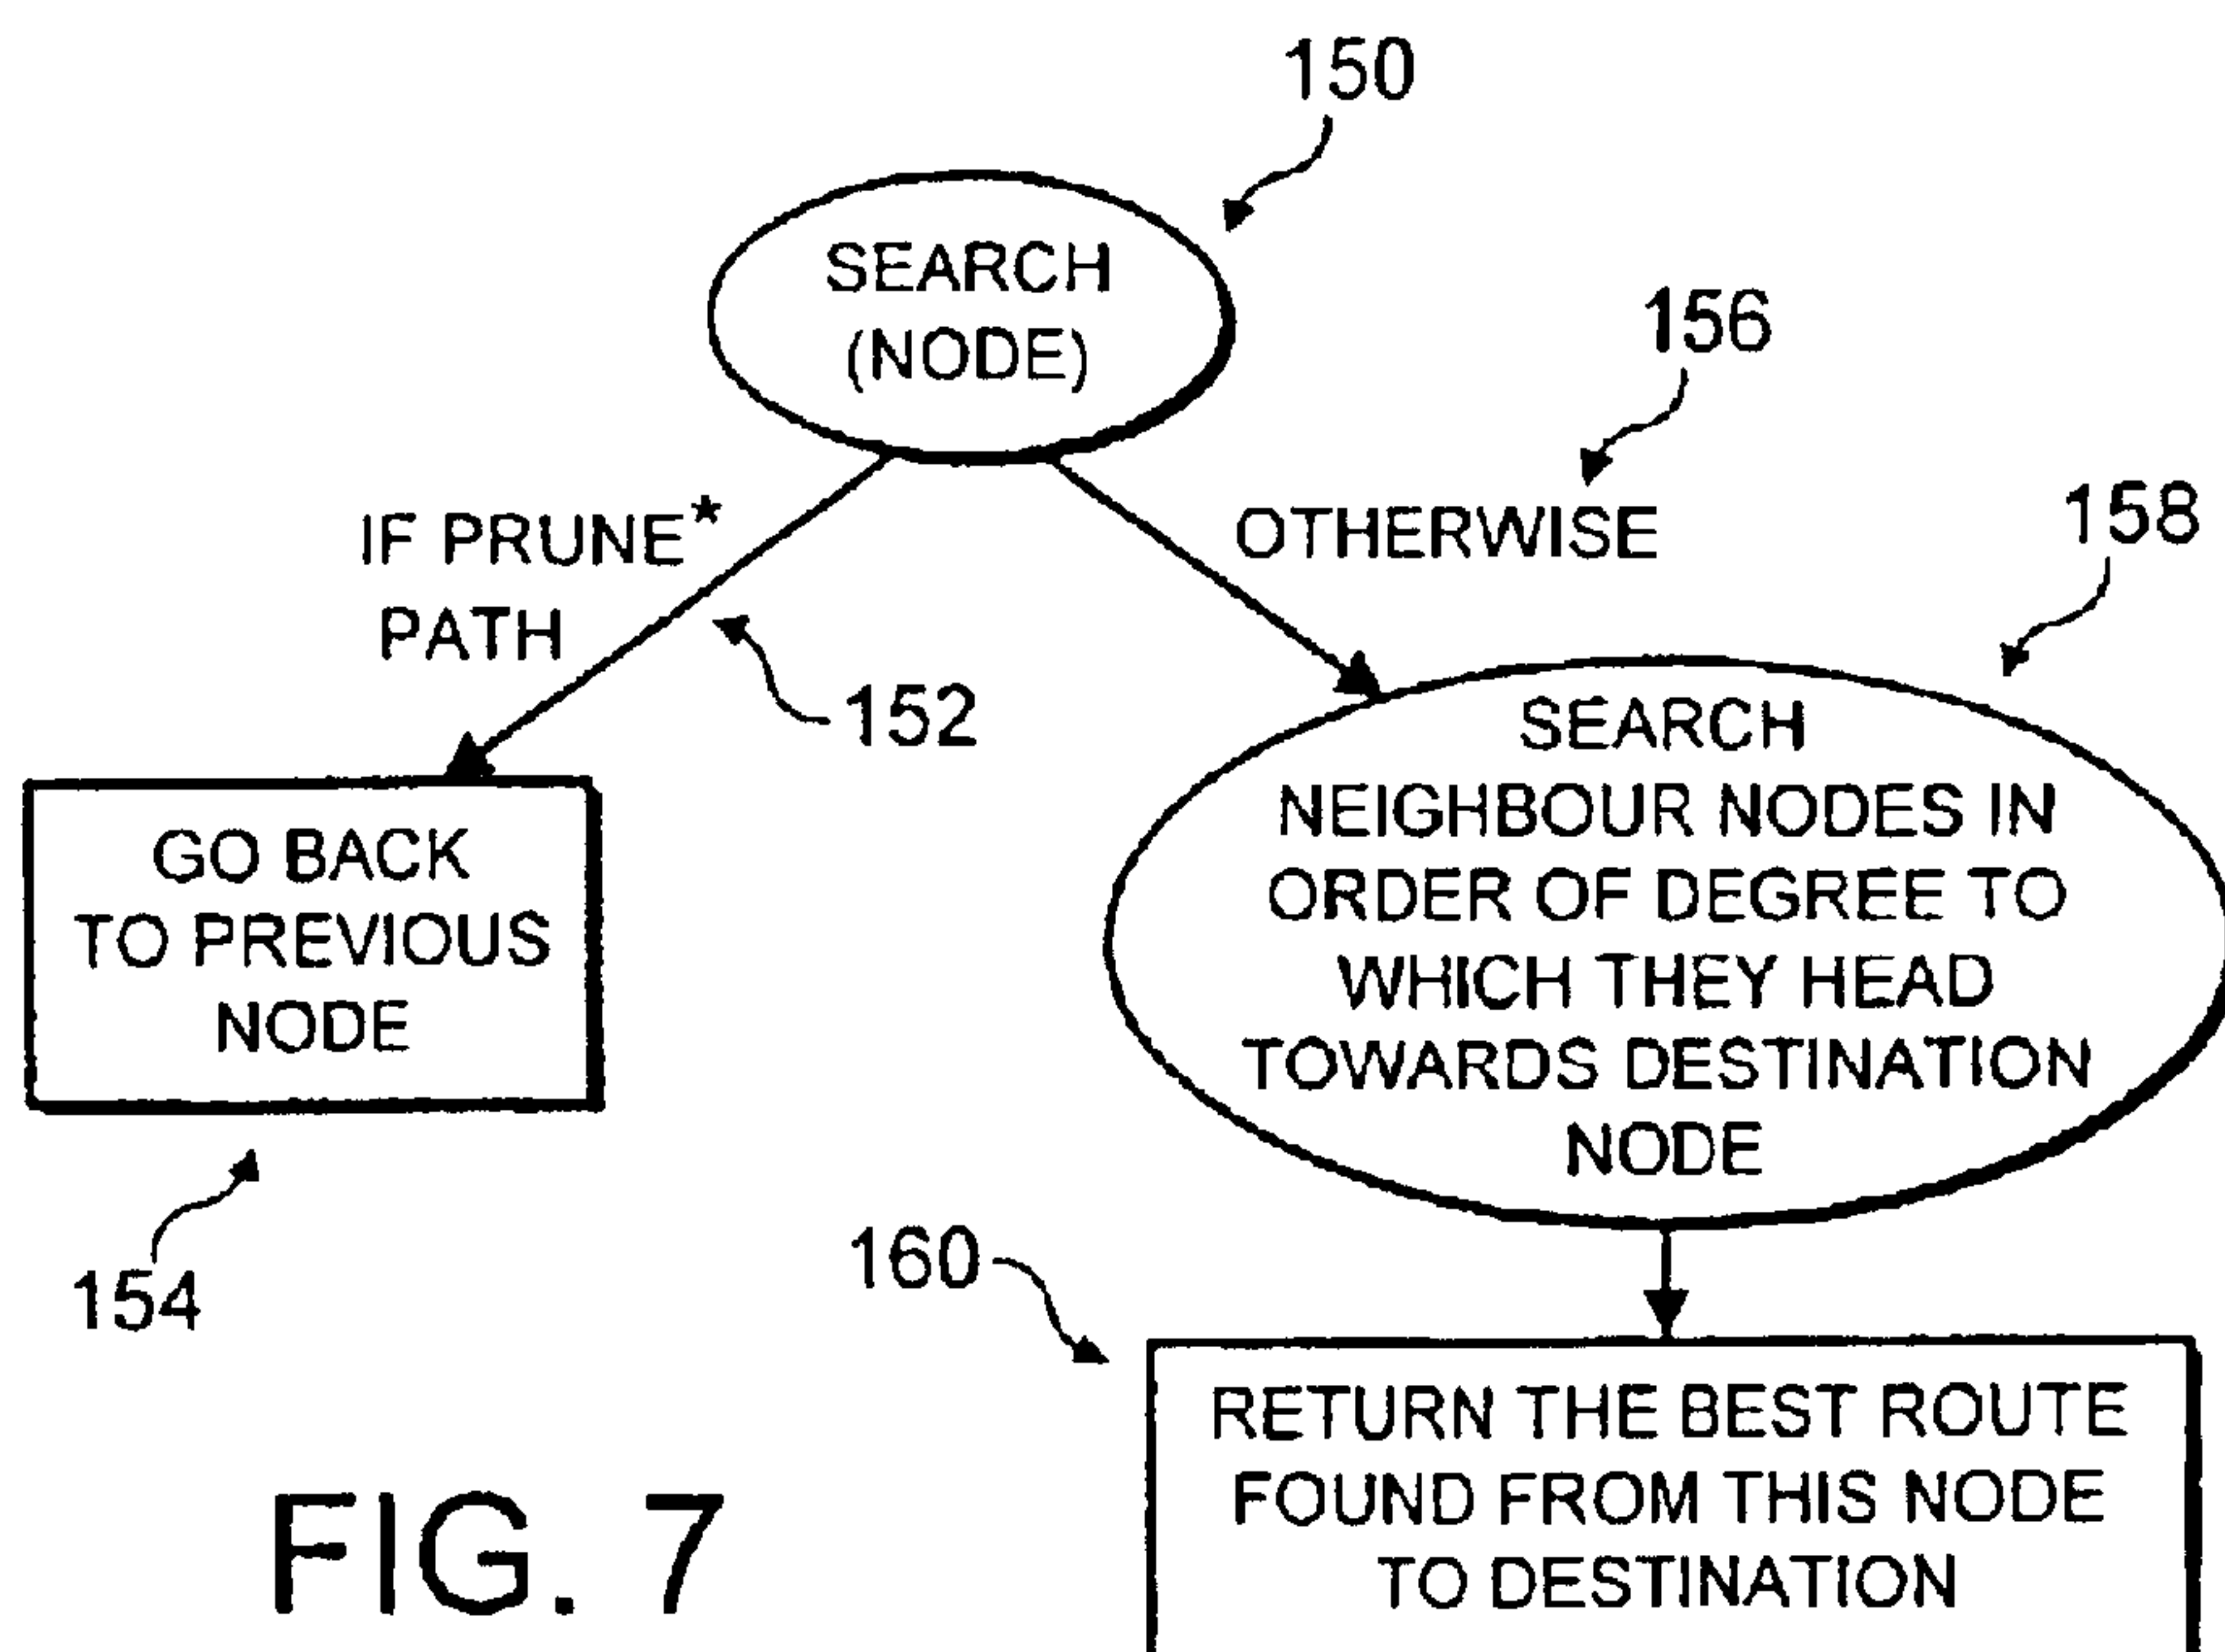 150
SEARCH
(NODE)
156
IF PRUNE*
PATH
OTHERWISE
158
152
GO BACK
TO PREVIOUS
NODE
154
SEARCH
NEIGHBOUR NODES IN
ORDER OF DEGREE TO
WHICH THEY HEAD
TOWARDS DESTINATION
NODE
160
RETURN THE BEST ROUTE
FOUND FROM THIS NODE
TO DESTINATION
FIG. 7